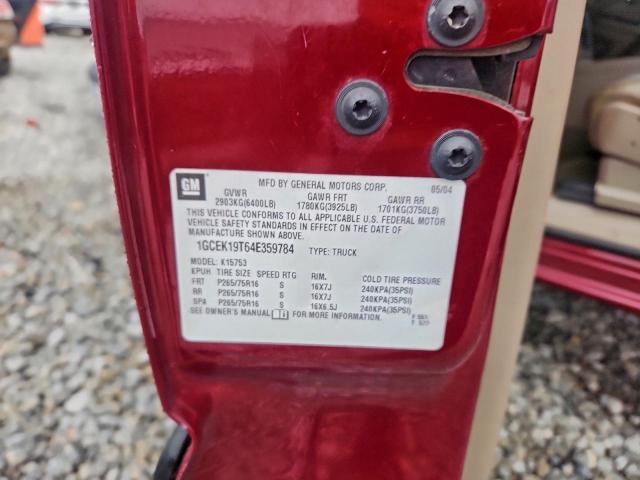 GM
MFD BY GENERAL MOTORS CORP. 05/04
GVWR GAWR FRT GAWR RR
2903KG(6400LB) 1780KG(3925LB) 1701KG(3750LB)
THIS VEHICLE CONFORMS TO ALL APPLICABLE U.S. FEDERAL MOTOR
VEHICLE SAFETY STANDARDS IN EFFECT ON THE DATE OF
MANUFACTURE SHOWN ABOVE.
1GCEK19T64E359784 TYPE: TRUCK
MODEL: K15753
KPUH TIRE SIZE SPEED RTG RIM. COLD TIRE PRESSURE
FRT P265/75R16 S 16X7J 240KPA(35PSI)
RR P265/75R16 S 16X7J 240KPA(35PSI)
SPA P265/75R16 S 16X6.5J 240KPA(35PSI)
SEE OWNER'S MANUAL FOR MORE INFORMATION.